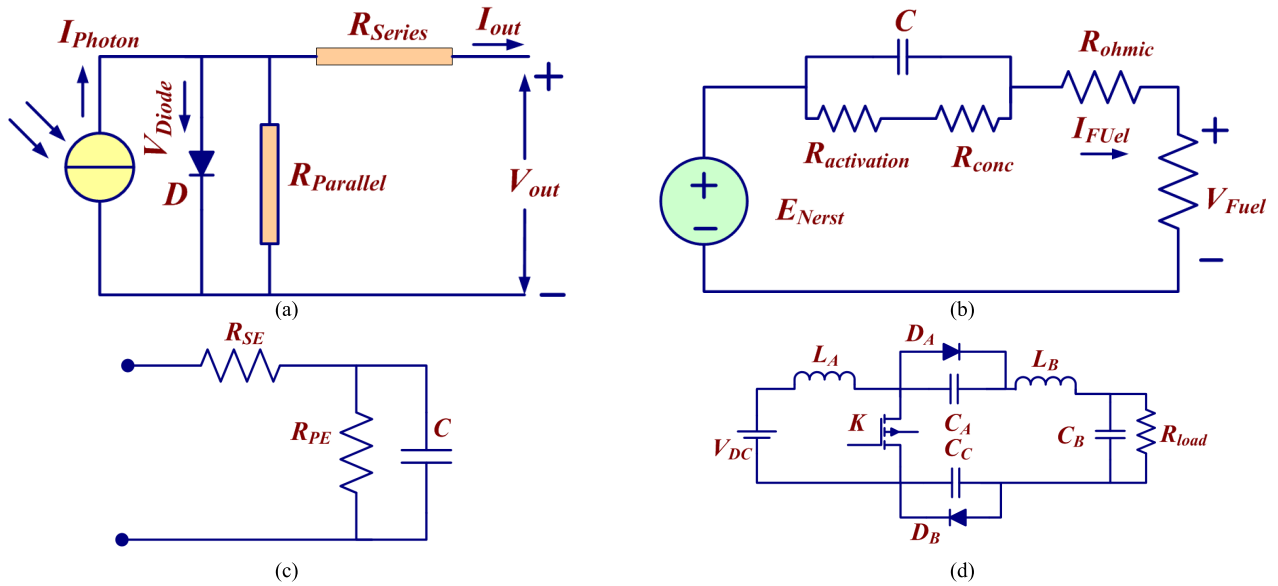 I_Photon
R_Series
I_out
+
V_Diode
D
R_Parallel
V_out
−
(a)
C
R_ohmic
R_activation
R_conc
I_FUel
+
+
−
E_Nerst
V_Fuel
−
(b)
R_SE
R_PE
C
(c)
D_A
L_A
L_B
K
C_A
V_DC
C_C
C_B
R_load
D_B
(d)